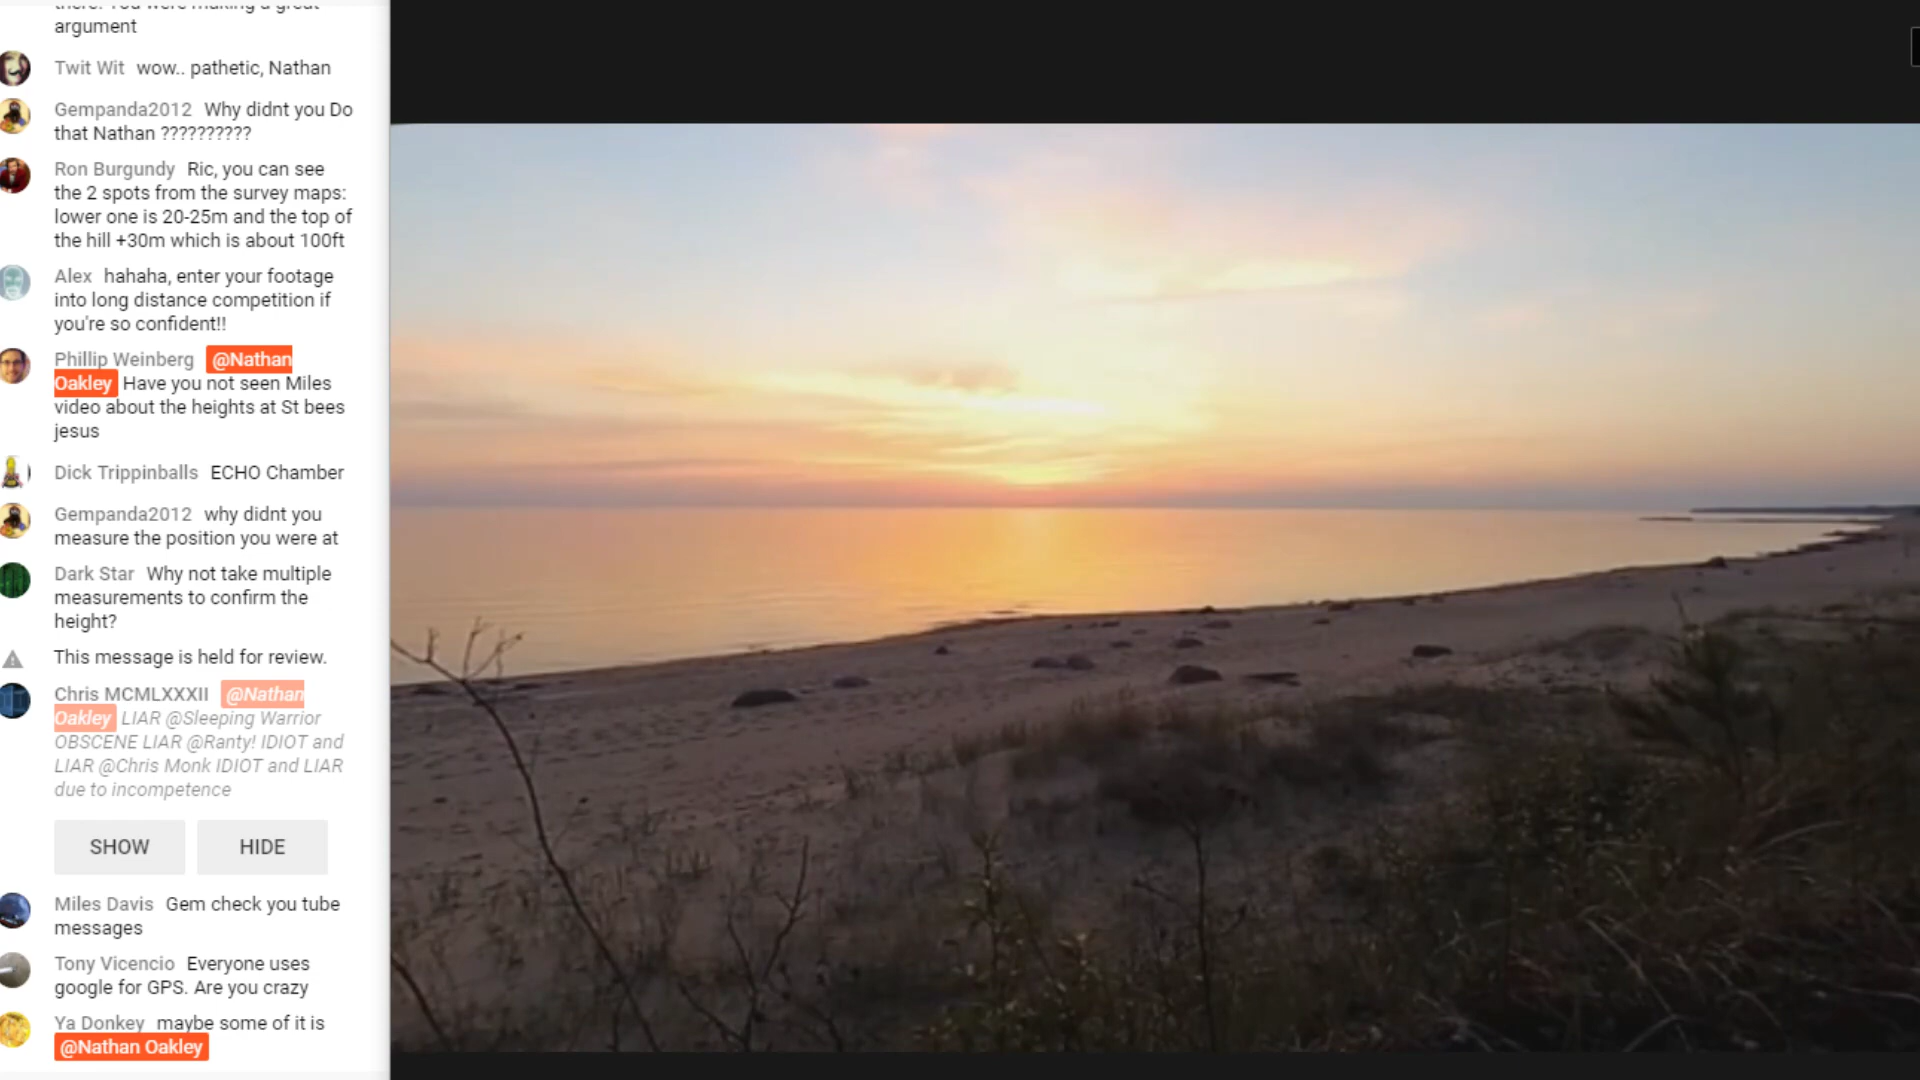 there. You were making a great
argument
Twit Wit wow.. pathetic, Nathan
Gempanda2012 Why didnt you Do
that Nathan ??????????
Ron Burgundy Ric, you can see
the 2 spots from the survey maps:
lower one is 20-25m and the top of
the hill +30m which is about 100ft
Alex hahaha, enter your footage
into long distance competition if
you're so confident!!
Phillip Weinberg @Nathan
Oakley Have you not seen Miles
video about the heights at St bees
jesus
Dick Trippinballs ECHO Chamber
Gempanda2012 why didnt you
measure the position you were at
Dark Star Why not take multiple
measurements to confirm the
height?
This message is held for review.
Chris MCMLXXXII @Nathan
Oakley LIAR @Sleeping Warrior
OBSCENE LIAR @Ranty! IDIOT and
LIAR @Chris Monk IDIOT and LIAR
due to incompetence
SHOW HIDE
Miles Davis Gem check you tube
messages
Tony Vicencio Everyone uses
google for GPS. Are you crazy
Ya Donkey maybe some of it is
@Nathan Oakley